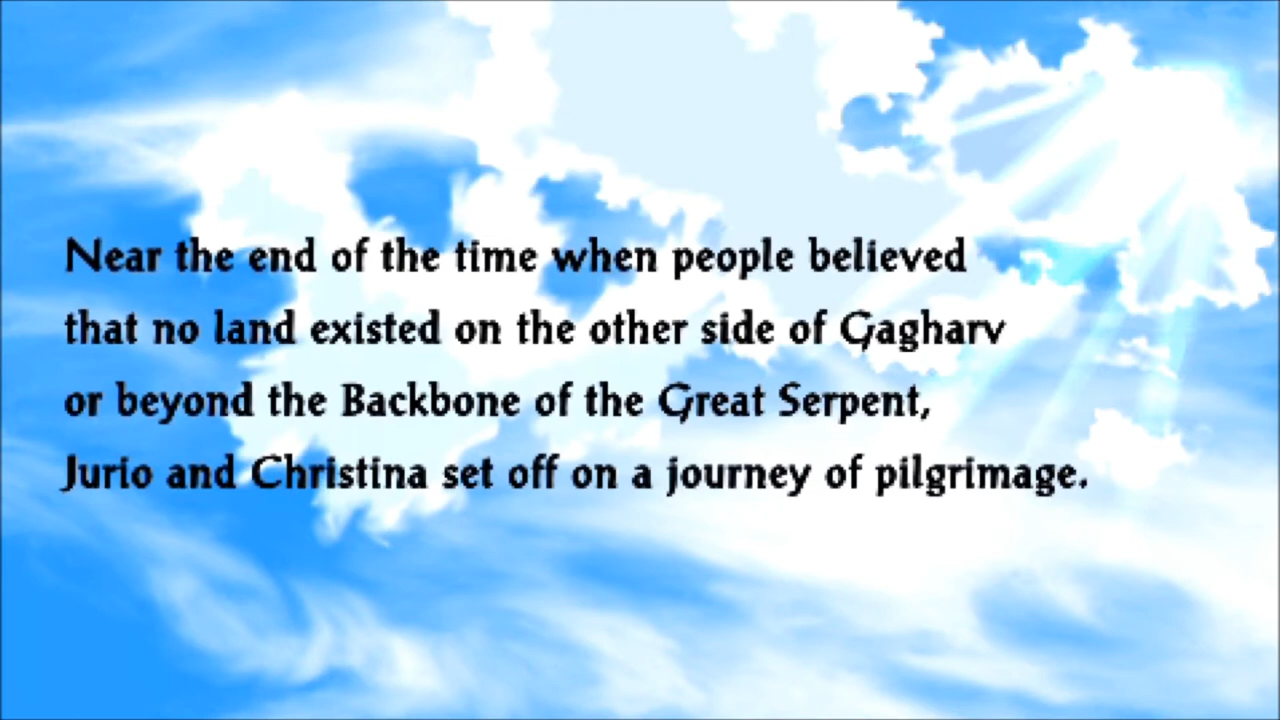 Near the end of the time when people believed
that no land existed on the other side of Gagharv
or beyond the Backbone of the Great Serpent,
Jurio and Christina set off on a journey of pilgrimage.